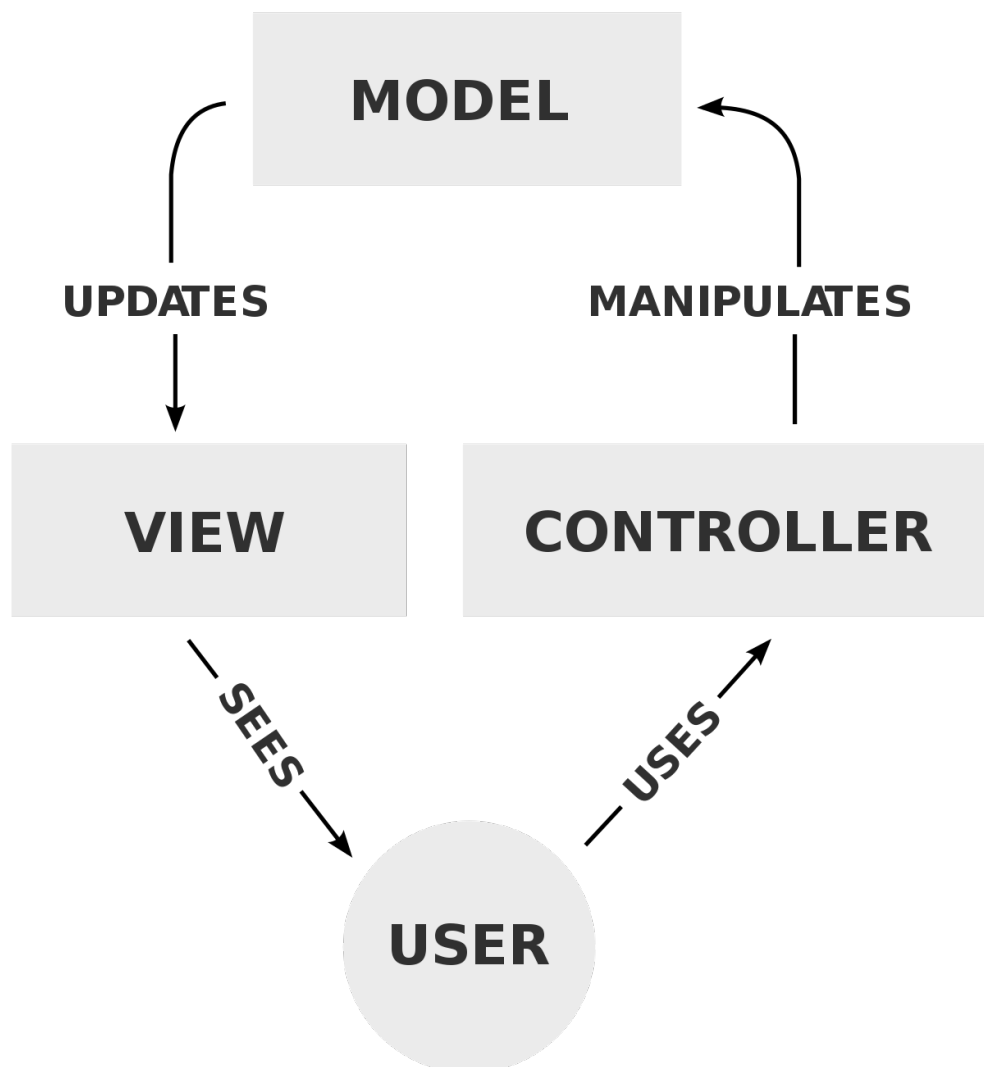 MODEL
UPDATES
MANIPULATES
VIEW
CONTROLLER
SEES
USES
USER